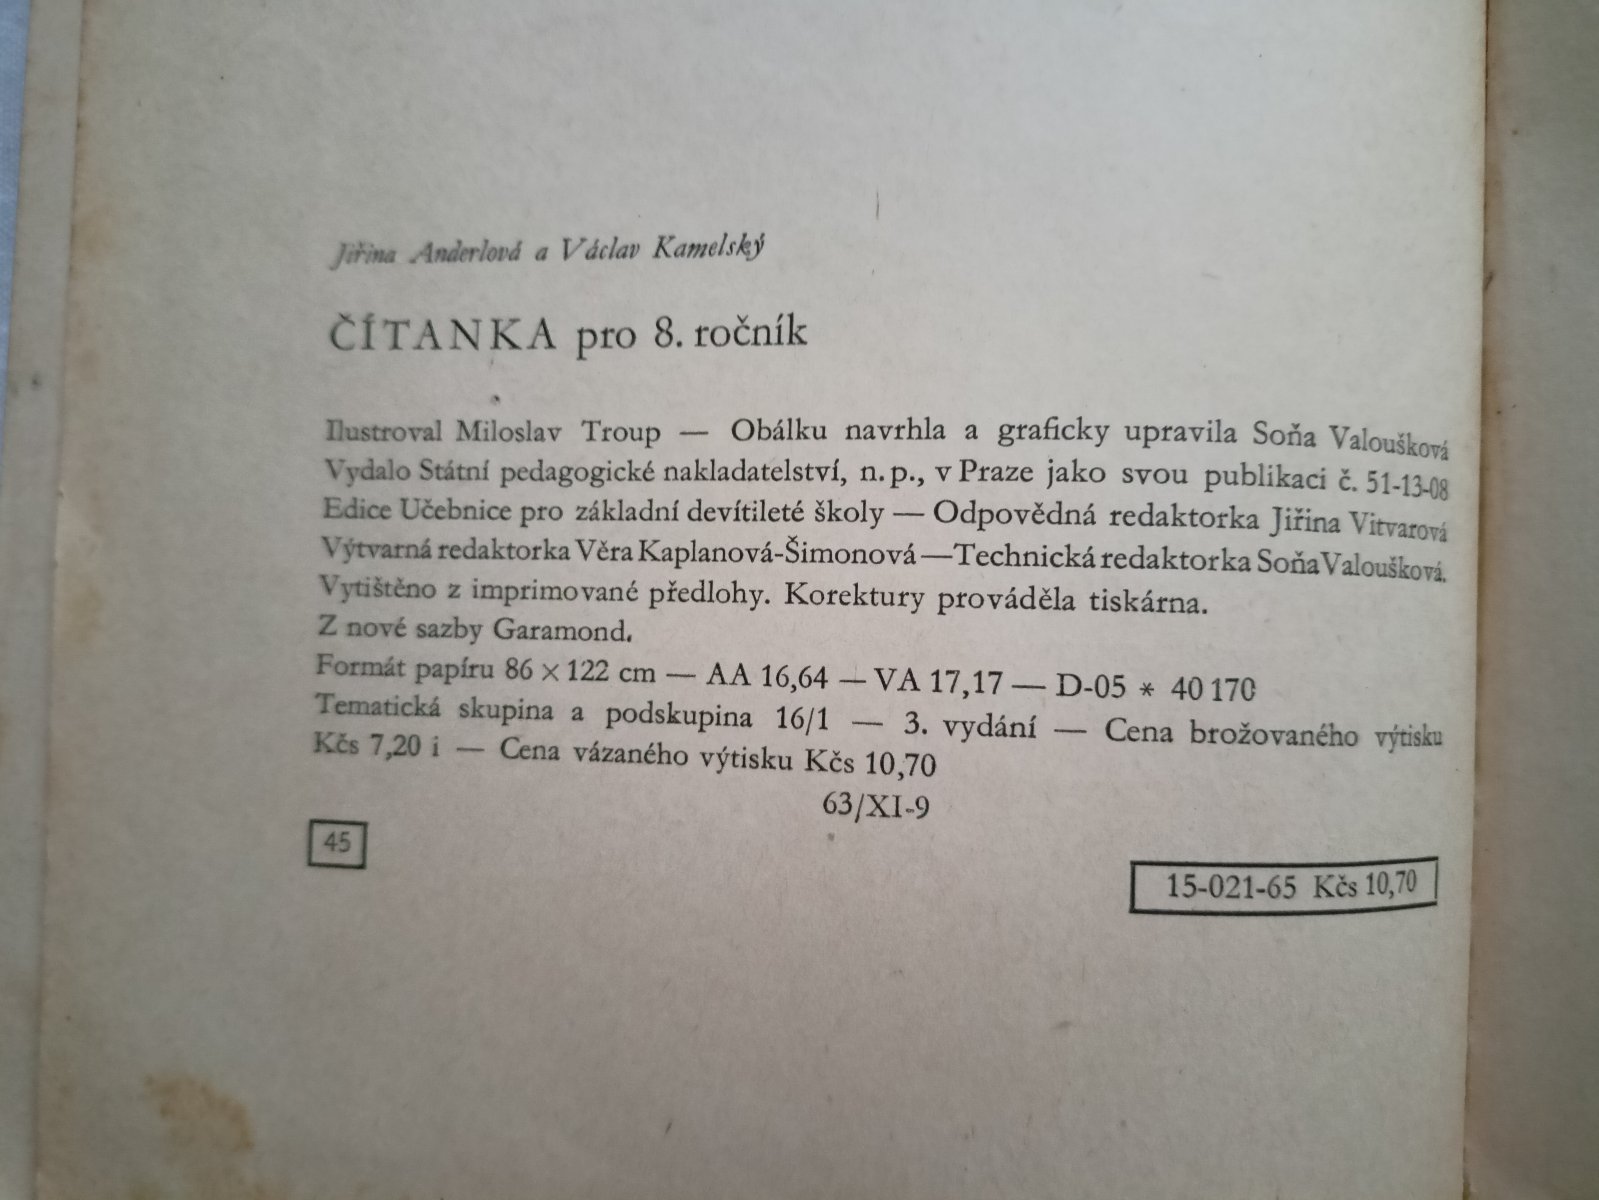 Jiřina Anderlová a Václav Kamelský
ČÍTANKA pro 8. ročník
Ilustroval Miloslav Troup — Obálku navrhla a graficky upravila Soňa Valoušková
Vydalo Státní pedagogické nakladatelství, n. p., v Praze jako svou publikaci č. 51-13-08
Edice Učebnice pro základní devítileté školy — Odpovědná redaktorka Jiřina Vitvarová
Výtvarná redaktorka Věra Kaplanová-Šimonová — Technická redaktorka Soňa Valoušková.
Vytištěno z imprimované předlohy. Korektury prováděla tiskárna.
Z nové sazby Garamond.
Formát papíru 86 × 122 cm — AA 16,64 — VA 17,17 — D-05 * 40 170
Tematická skupina a podskupina 16/1 — 3. vydání — Cena brožovaného výtisku
Kčs 7,20 i — Cena vázaného výtisku Kčs 10,70
63/XI-9
45
15-021-65 Kčs 10,70